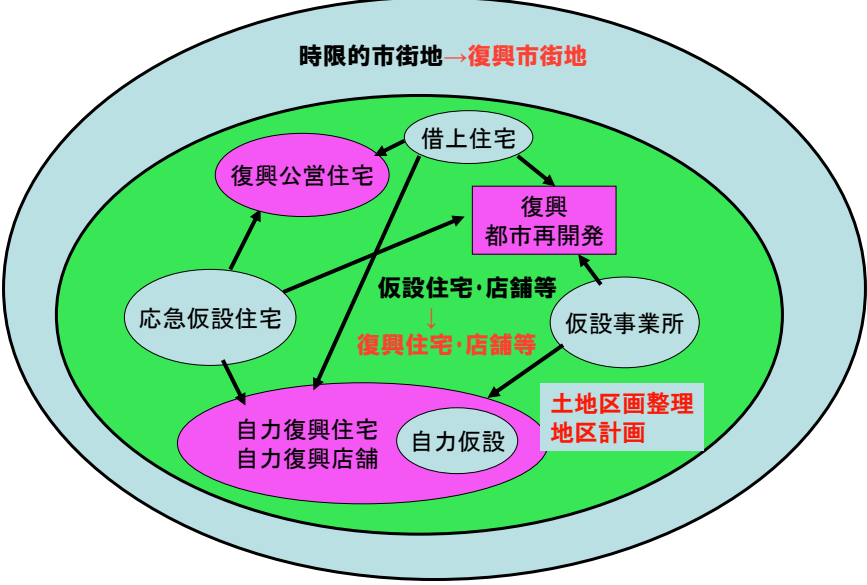 時限的市街地→復興市街地
借上住宅
復興公営住宅
復興
都市再開発
仮設住宅・店舗等
↓
復興住宅・店舗等
応急仮設住宅
仮設事業所
土地区画整理
地区計画
自力復興住宅
自力復興店舗
自力仮設